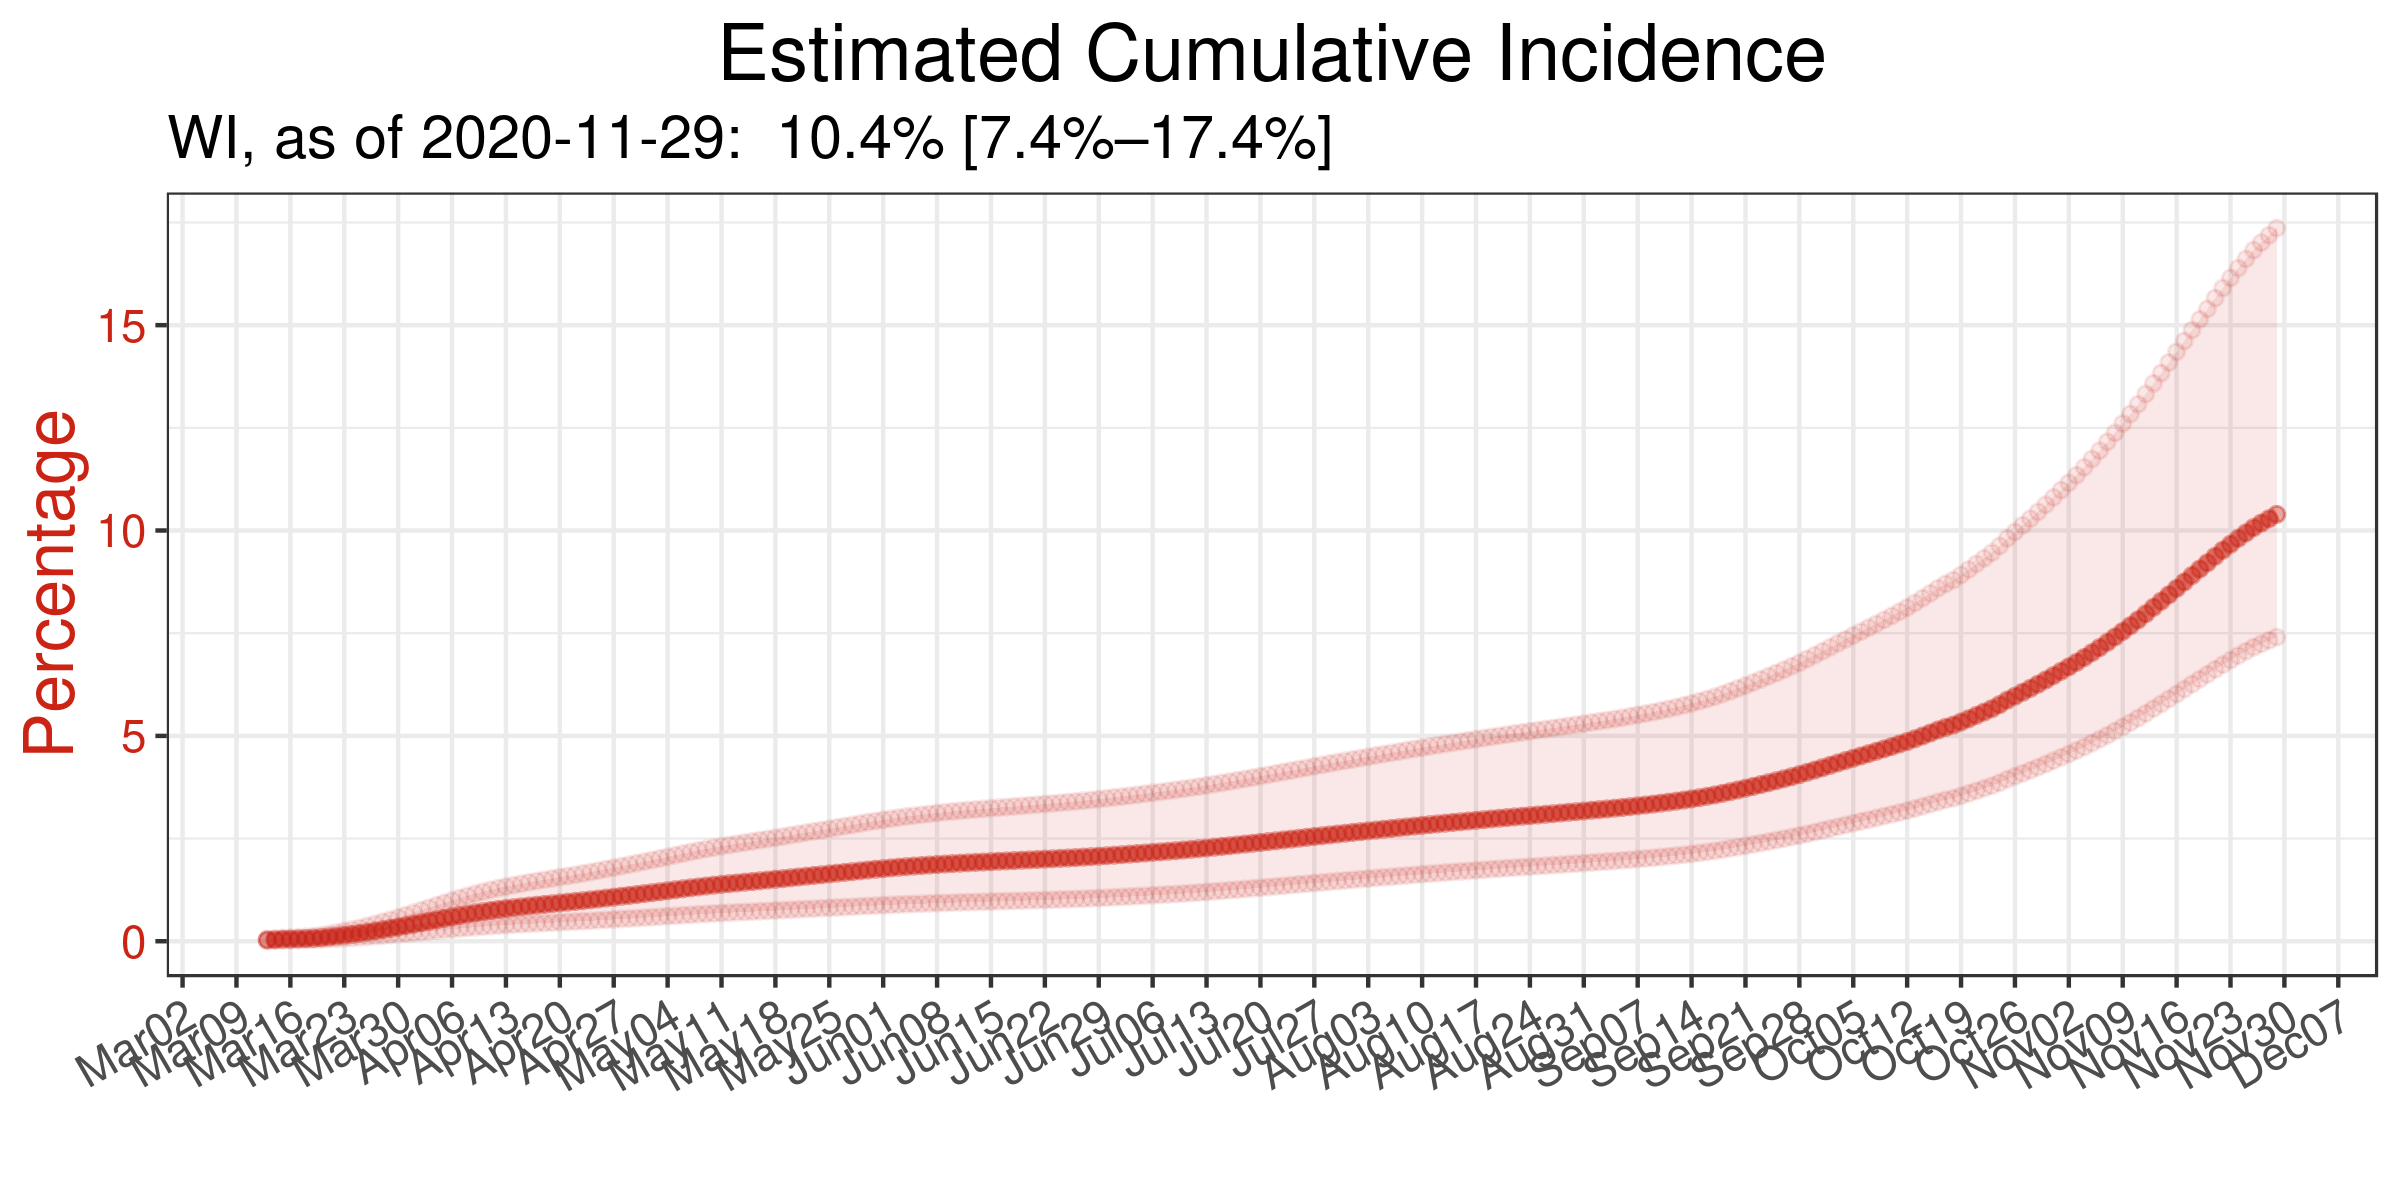 Estimated Cumulative Incidence
WI, as of 2020-11-29:  10.4% [7.4%–17.4%]
Percentage
15
10
5
0
Mar02
Mar09
Mar16
Mar23
Mar30
Apr06
Apr13
Apr20
Apr27
May04
May11
May18
May25
Jun01
Jun08
Jun15
Jun22
Jun29
Jul06
Jul13
Jul20
Jul27
Aug03
Aug10
Aug17
Aug24
Aug31
Sep07
Sep14
Sep21
Sep28
Oct05
Oct12
Oct19
Oct26
Nov02
Nov09
Nov16
Nov23
Nov30
Dec07